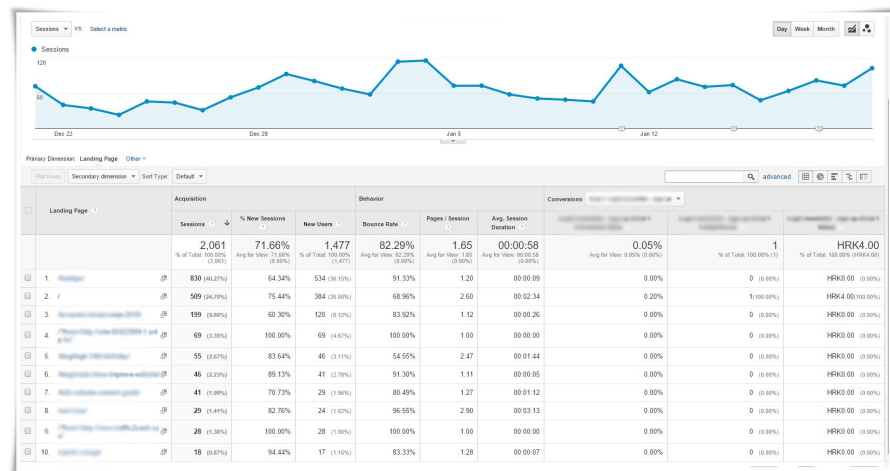 Sessions VS. Select a metric Day Week Month
Sessions
120
60
Dec 22 Dec 29 Jan 5 Jan 12
Primary Dimension: Landing Page Other
Plot Rows Secondary dimension Sort Type: Default advanced
Landing Page Acquisition Behavior Conversions
Sessions % New Sessions New Users Bounce Rate Pages / Session Avg. Session Duration
2,061 71.66% 1,477 82.29% 1.65 00:00:58 0.05% 1 HRK4.00
% of Total: 100.00% (2,061) Avg for View: 71.66% (0.00%) % of Total: 100.00% (1,477) Avg for View: 82.29% (0.00%) Avg for View: 1.65 (0.00%) Avg for View: 00:00:58 (0.00%) Avg for View: 0.05% (0.00%) % of Total: 100.00% (1) % of Total: 100.00% (HRK4.00)
1. 830 (40.27%) 64.34% 534 (36.15%) 91.33% 1.20 00:00:09 0.00% 0 (0.00%) HRK0.00 (0.00%)
2. / 509 (24.70%) 75.44% 384 (26.00%) 68.96% 2.60 00:02:34 0.20% 1(100.00%) HRK4.00(100.00%)
3. 199 (9.66%) 60.30% 120 (8.12%) 83.92% 1.12 00:00:26 0.00% 0 (0.00%) HRK0.00 (0.00%)
4. 69 (3.35%) 100.00% 69 (4.67%) 100.00% 1.00 00:00:00 0.00% 0 (0.00%) HRK0.00 (0.00%)
5. 55 (2.67%) 83.64% 46 (3.11%) 54.55% 2.47 00:01:44 0.00% 0 (0.00%) HRK0.00 (0.00%)
6. 46 (2.23%) 89.13% 41 (2.78%) 91.30% 1.11 00:00:05 0.00% 0 (0.00%) HRK0.00 (0.00%)
7. 41 (1.99%) 70.73% 29 (1.96%) 80.49% 1.27 00:01:12 0.00% 0 (0.00%) HRK0.00 (0.00%)
8. 29 (1.41%) 82.76% 24 (1.62%) 96.55% 2.90 00:03:13 0.00% 0 (0.00%) HRK0.00 (0.00%)
9. 28 (1.36%) 100.00% 28 (1.90%) 100.00% 1.00 00:00:00 0.00% 0 (0.00%) HRK0.00 (0.00%)
10. 18 (0.87%) 94.44% 17 (1.15%) 83.33% 1.28 00:00:07 0.00% 0 (0.00%) HRK0.00 (0.00%)